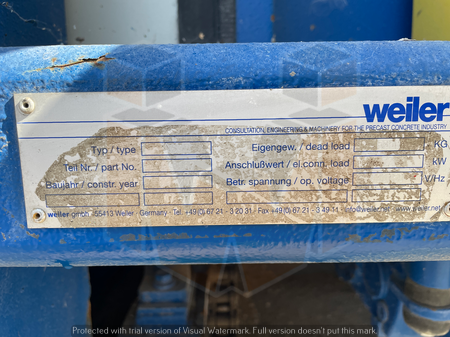 weiler
CONSULTATION, ENGINEERING & MACHINERY FOR THE PRECAST CONCRETE INDUSTRY
Typ / type
Eigengew. / dead load KG
Teil Nr. / part No.
Anschlußwert / el.conn. load kW
Baujahr / constr. year
Betr. spannung / op. voltage V/Hz
weiler gmbh - 55413 Weiler - Germany - Tel. +49(0) 67 21 - 3 20 31 - Fax +49(0) 67 21 - 3 49 31 - info@weiler.net - www.weiler.net
Protected with trial version of Visual Watermark. Full version doesn't put this mark.